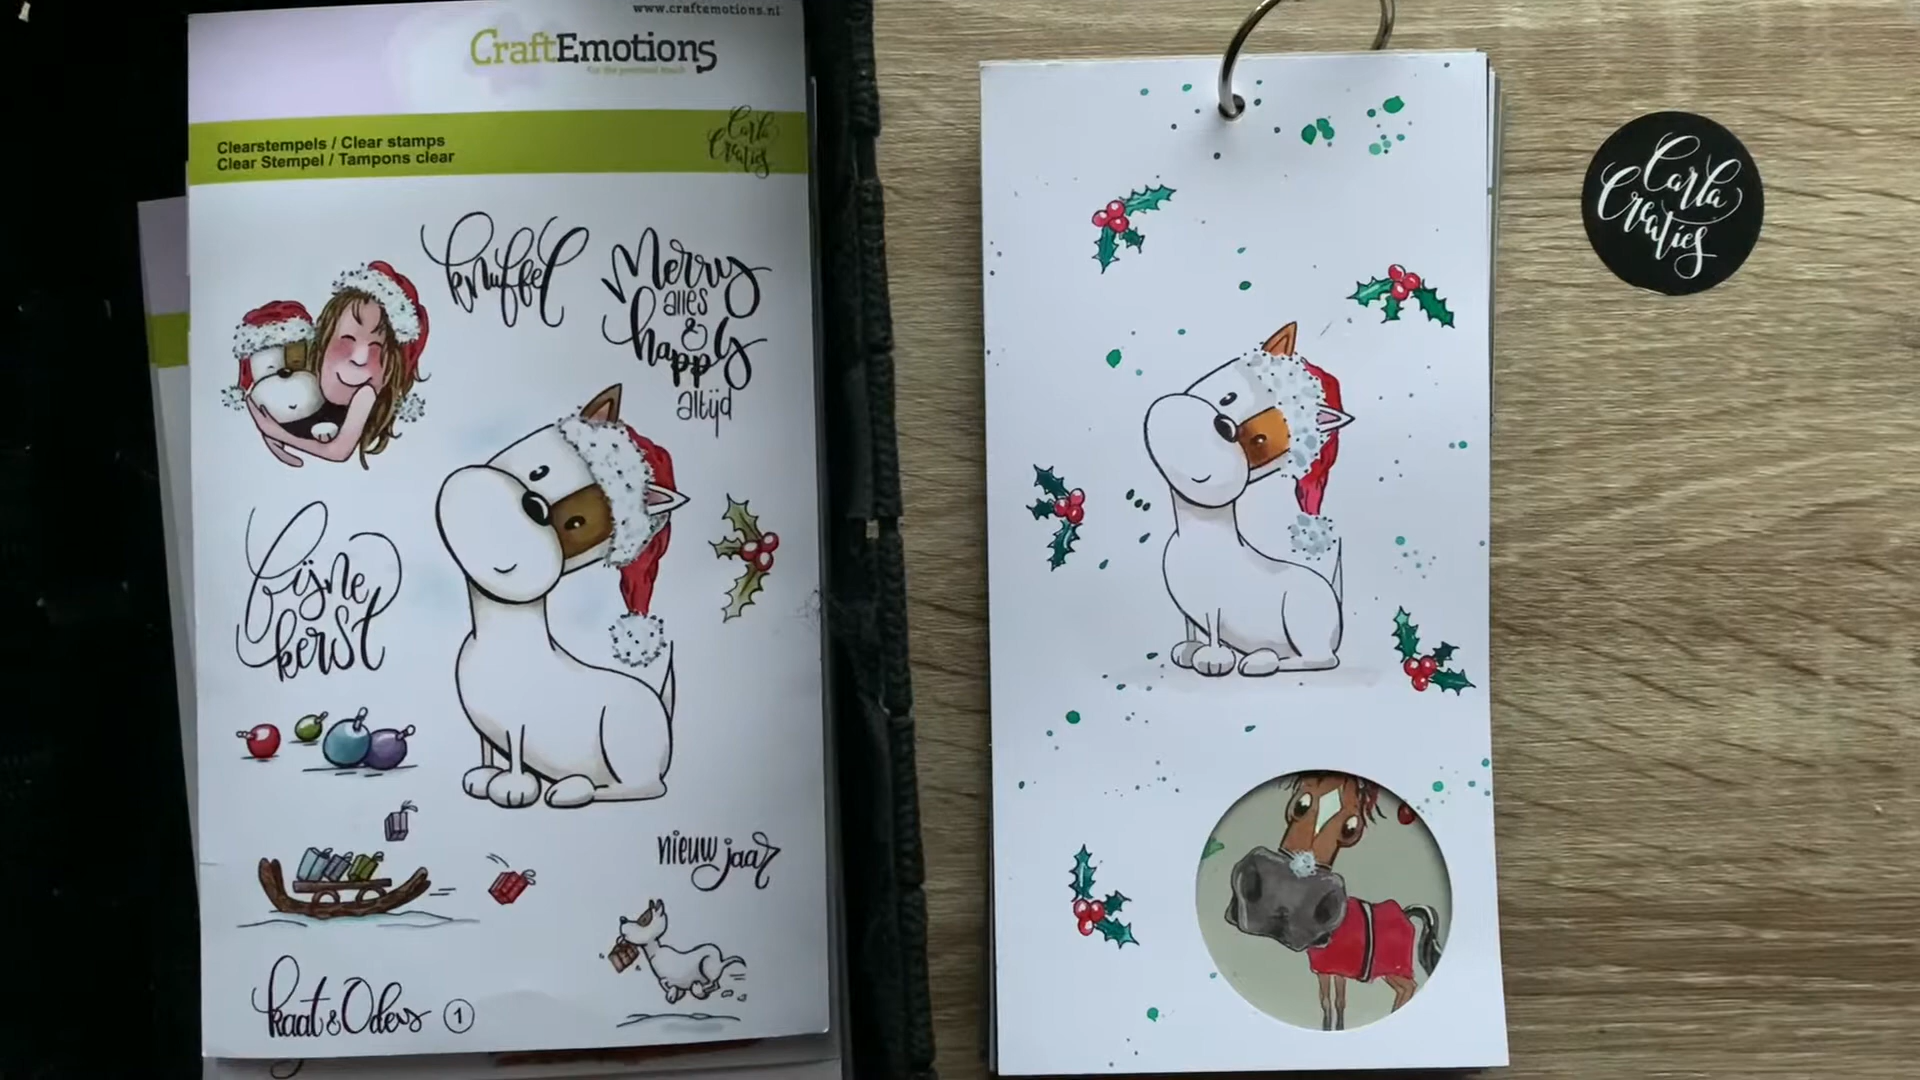 www.craftemotions.nl
CraftEmotions
Clearstempels / Clear stamps
Clear Stempel / Tampons clear
Carla
Creaties
knuffel
Merry
alles
&
happy
altijd
fijne
kerst
nieuw jaar
kaat & Odey
1
Carla
Creaties